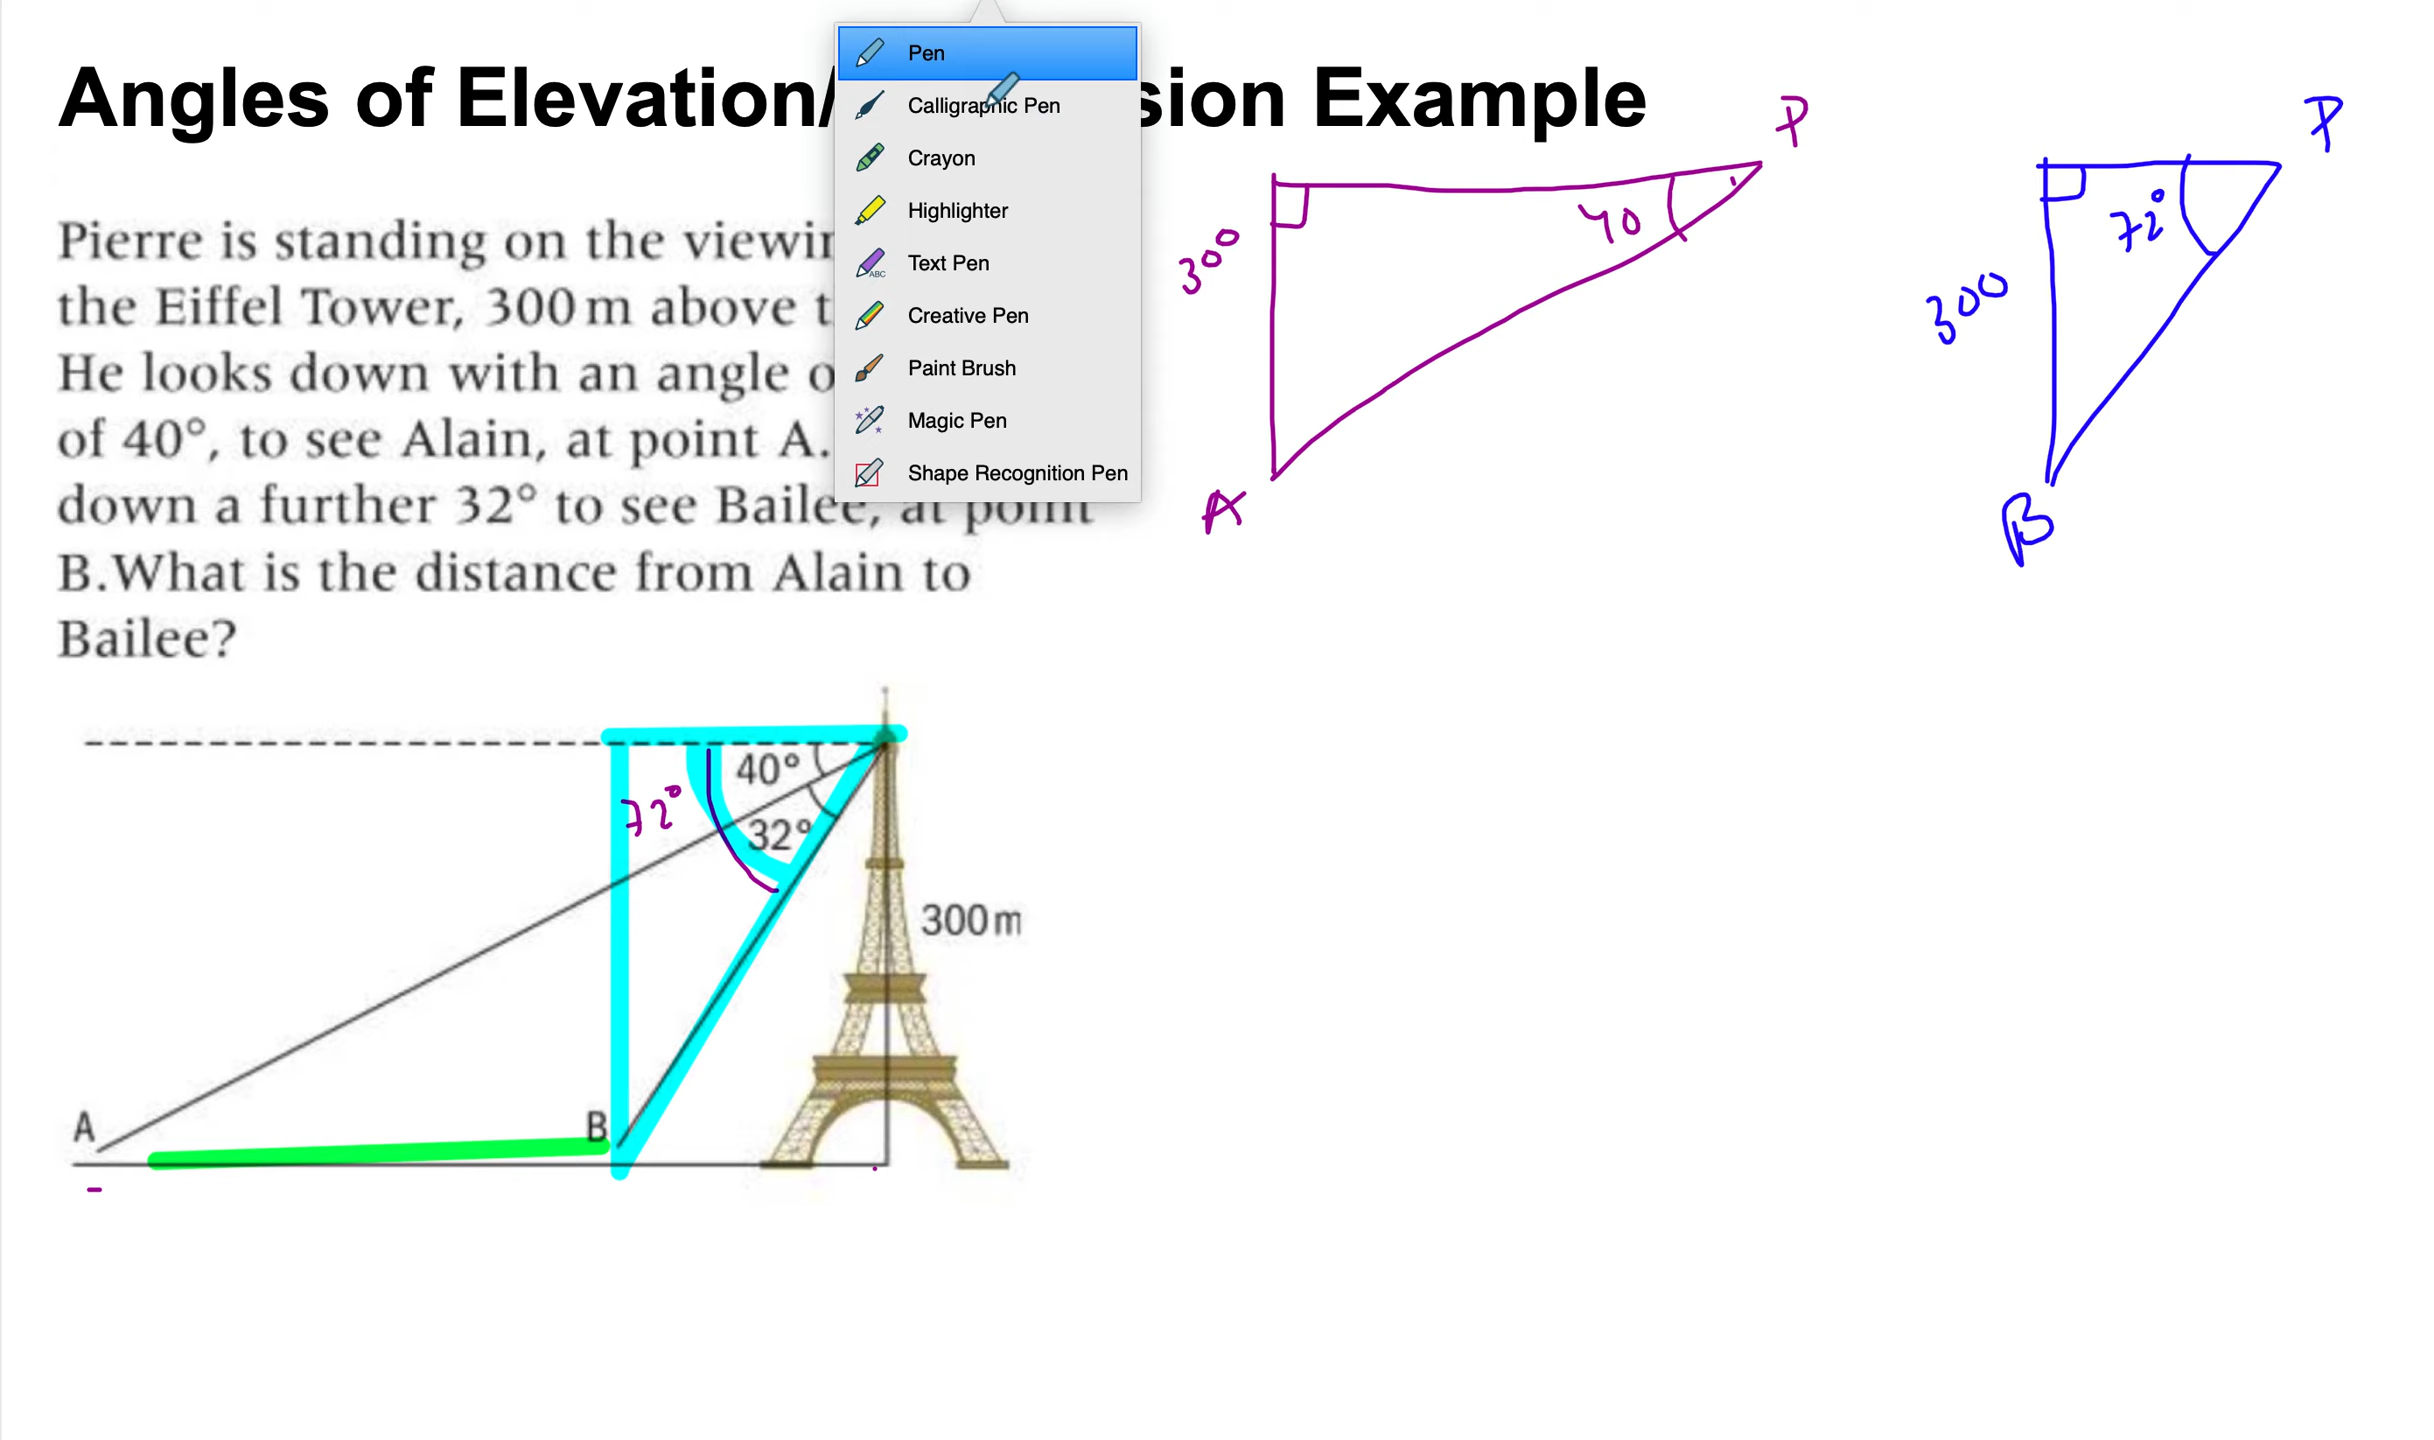 Angles of Elevation/ sion Example
Pen
Calligraphic Pen
Crayon
Highlighter
Text Pen
ABC
Creative Pen
Paint Brush
Magic Pen
Shape Recognition Pen
Pierre is standing on the
the Eiffel Tower, 300 m above
He looks down with an angle
of 40°, to see Alain, at point A.
down a further 32° to see Bailee, at point
B.What is the distance from Alain to
Bailee?
P
40
300
A
P
72°
300
B
40°
72°
32°
300 m
A
B